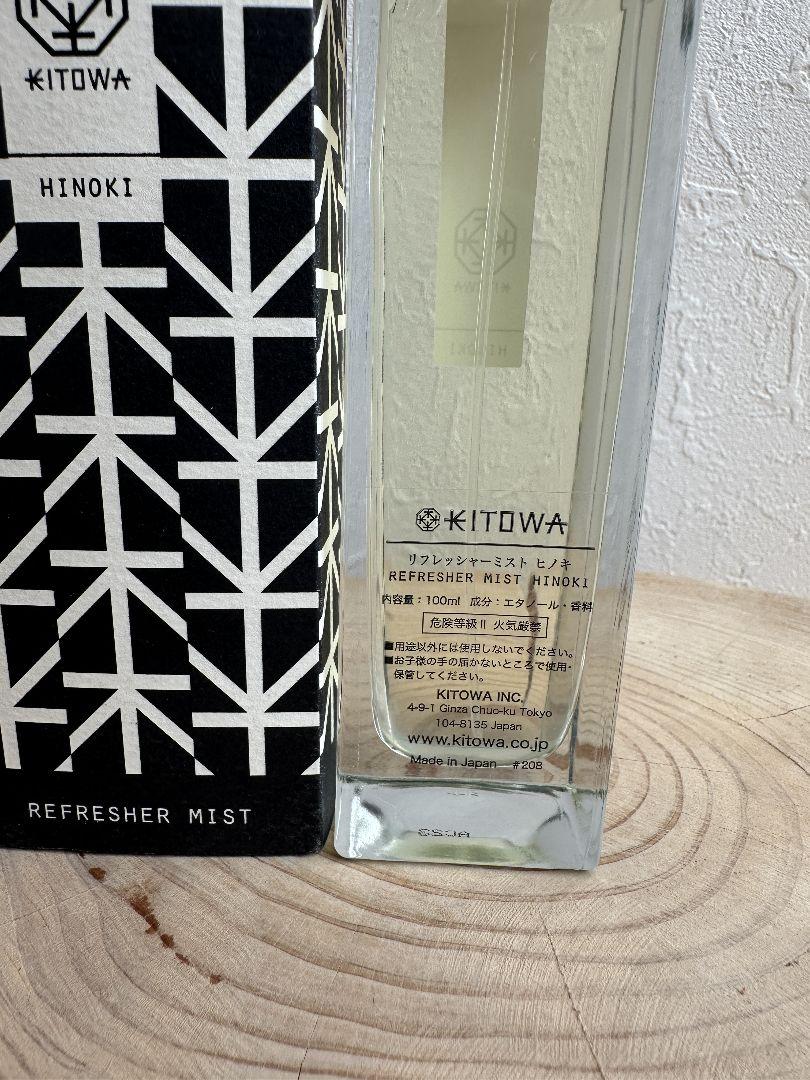 KITOWA
HINOKI
REFRESHER MIST
HINOKI
KITOWA
リフレッシャーミスト ヒノキ
REFRESHER MIST HINOKI
内容量：100ml 成分：エタノール・香料
危険等級Ⅱ 火気厳禁
■用途以外には使用しないでください。
■お子様の手の届かないところで使用・
保管してください。
KITOWA INC.
4-9-1 Ginza Chuo-ku Tokyo
104-8135 Japan
www.kitowa.co.jp
Made in Japan #208